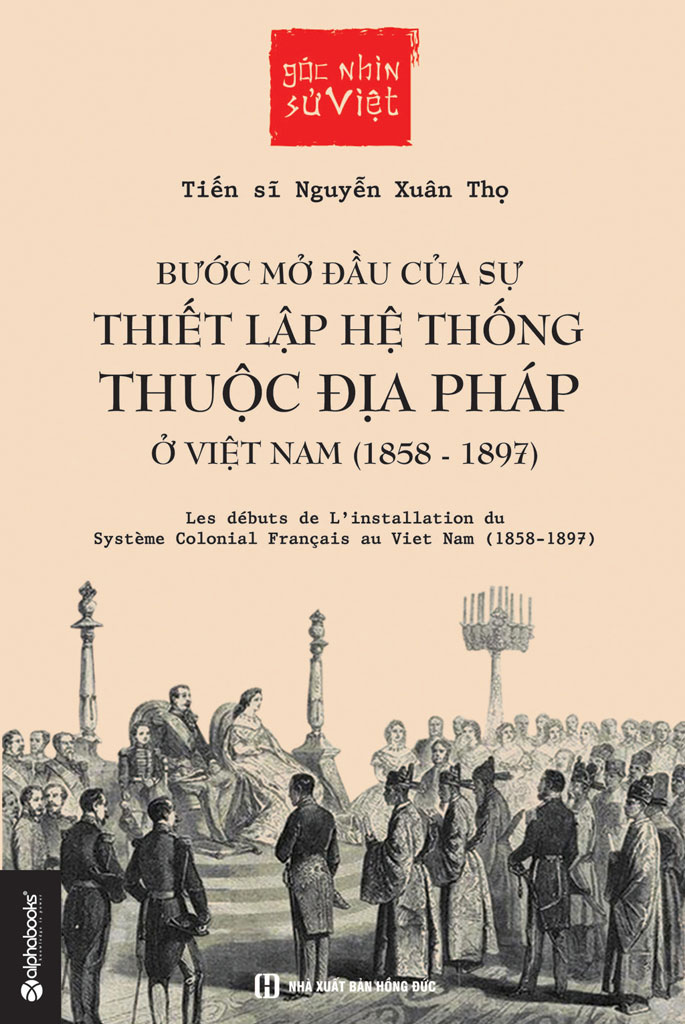 góc nhìn
sử việt
Tiến sĩ Nguyễn Xuân Thọ
BƯỚC MỞ ĐẦU CỦA SỰ
THIẾT LẬP HỆ THỐNG
THUỘC ĐỊA PHÁP
Ở VIỆT NAM (1858 - 1897)
Les débuts de L'installation du
Système Colonial Français au Viet Nam (1858-1897)
alphabooks®
NHÀ XUẤT BẢN HỒNG ĐỨC